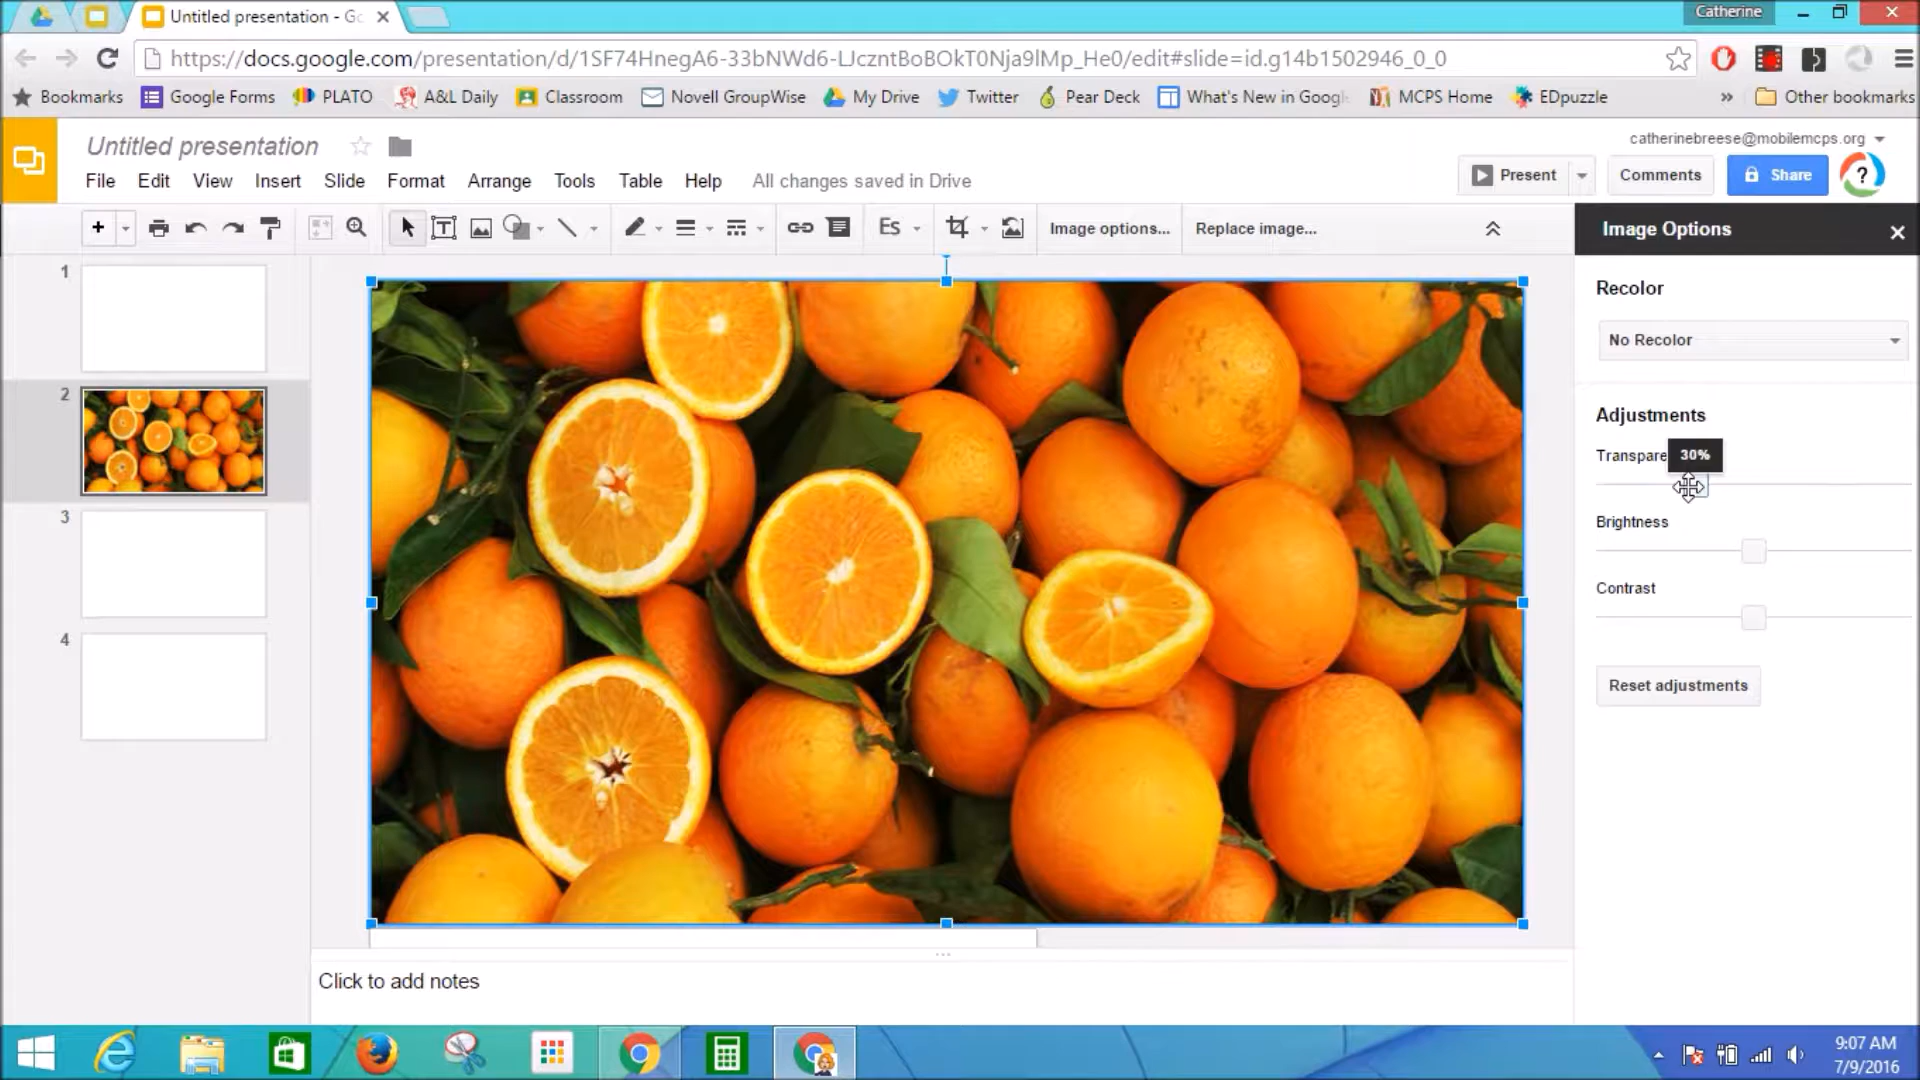 Untitled presentation - Go
Catherine
https://docs.google.com/presentation/d/1SF74HnegA6-33bNWd6-LJczntBoBOkT0Nja9lMp_He0/edit#slide=id.g14b1502946_0_0
Bookmarks Google Forms PLATO A&L Daily Classroom Novell GroupWise My Drive Twitter Pear Deck What's New in Googl MCPS Home EDpuzzle » Other bookmarks
Untitled presentation
catherinebreese@mobilemcps.org
File Edit View Insert Slide Format Arrange Tools Table Help All changes saved in Drive
Present Comments Share ?
+ T Es Image options... Replace image...
Image Options
1
2
3
4
Recolor
No Recolor
Adjustments
Transpare 30%
Brightness
Contrast
Reset adjustments
Click to add notes
9:07 AM
7/9/2016